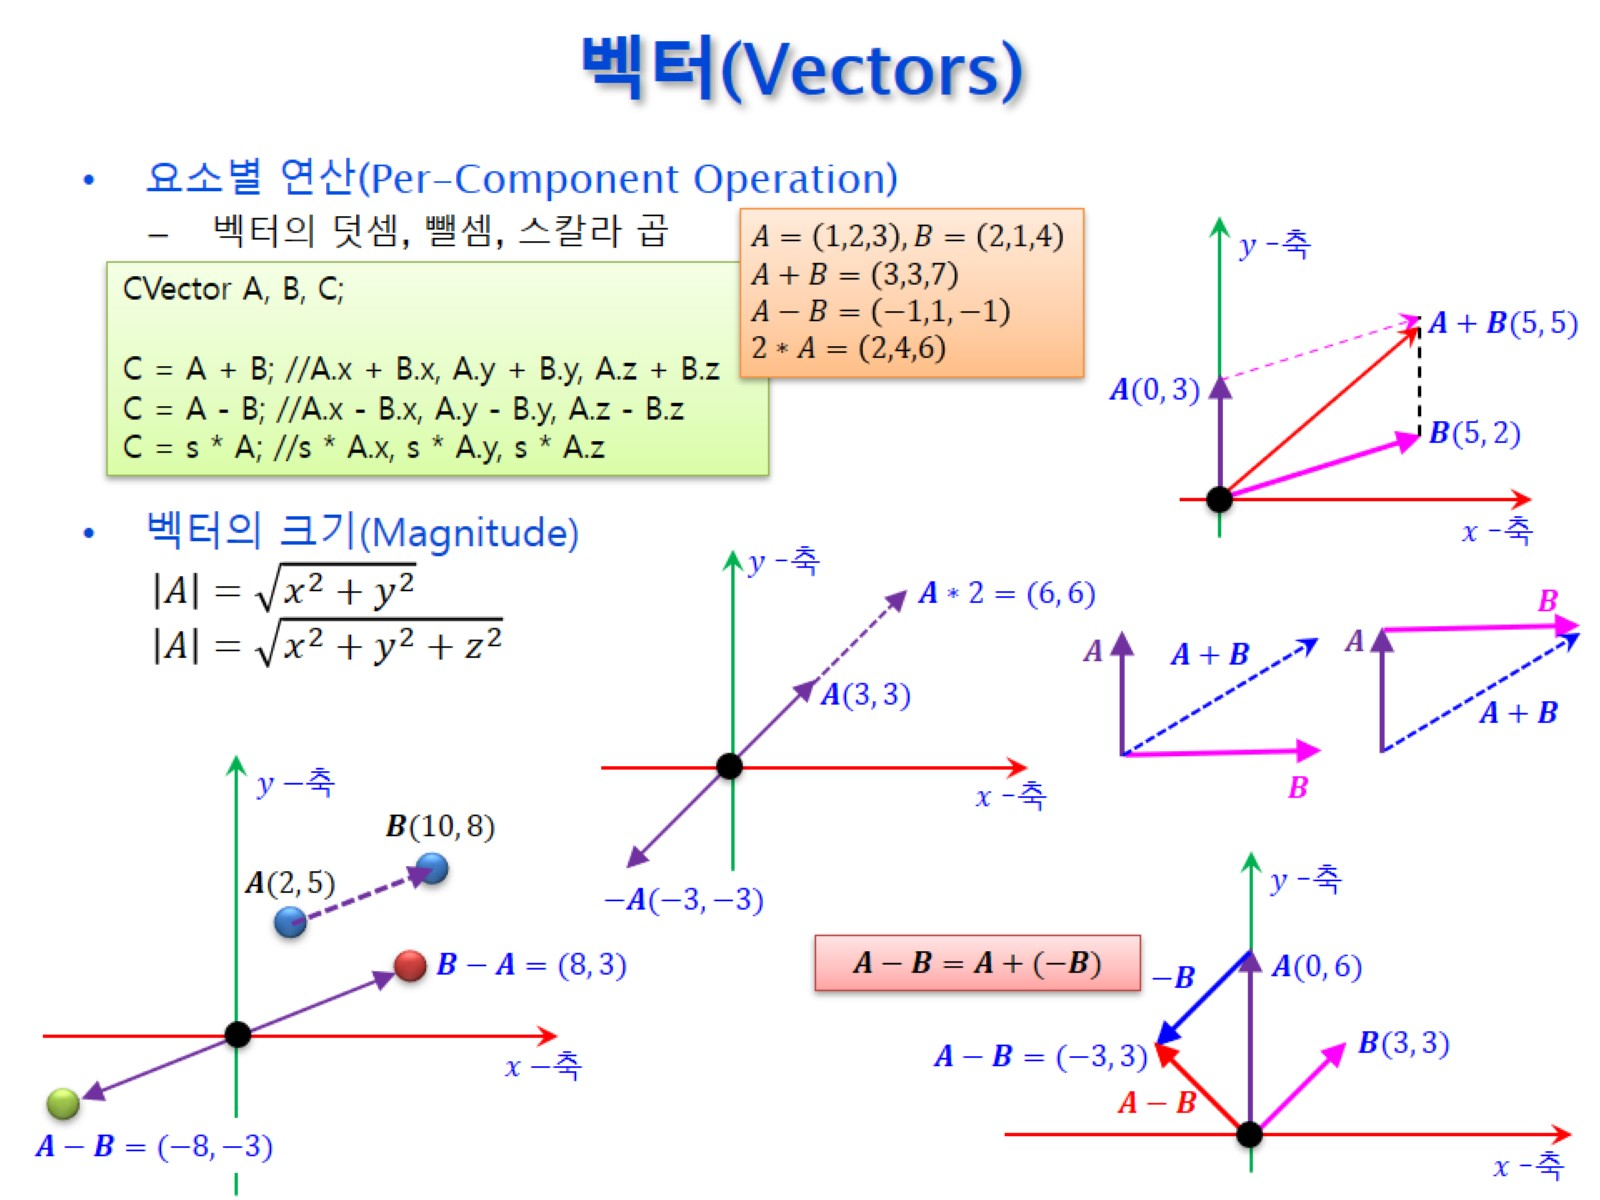 벡터(Vectors)
• 요소별 연산(Per-Component Operation)
– 벡터의 덧셈, 뺄셈, 스칼라 곱
CVector A, B, C;
C = A + B; //A.x + B.x, A.y + B.y, A.z + B.z
C = A - B; //A.x - B.x, A.y - B.y, A.z - B.z
C = s * A; //s * A.x, s * A.y, s * A.z
A = (1,2,3), B = (2,1,4)
A + B = (3,3,7)
A − B = (−1,1,−1)
2 * A = (2,4,6)
y -축
A + B(5, 5)
A(0, 3)
B(5, 2)
x -축
• 벡터의 크기(Magnitude)
|A| = √x² + y²
|A| = √x² + y² + z²
y -축
A * 2 = (6, 6)
A(3, 3)
x -축
−A(−3, −3)
A
A + B
B
B
A
A + B
y -축
B(10, 8)
A(2, 5)
B − A = (8, 3)
x -축
A − B = (−8, −3)
A − B = A + (−B)
y -축
−B
A(0, 6)
A − B = (−3, 3)
B(3, 3)
A − B
x -축